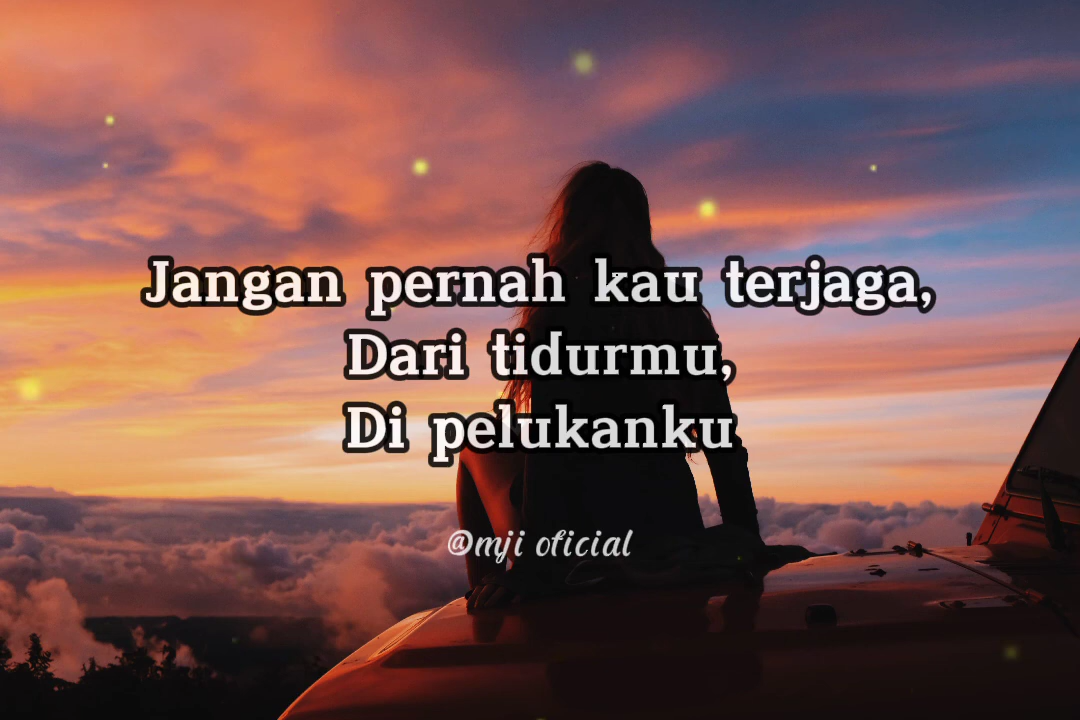 Jangan pernah kau terjaga,
Dari tidurmu,
Di pelukanku
@mji oficial